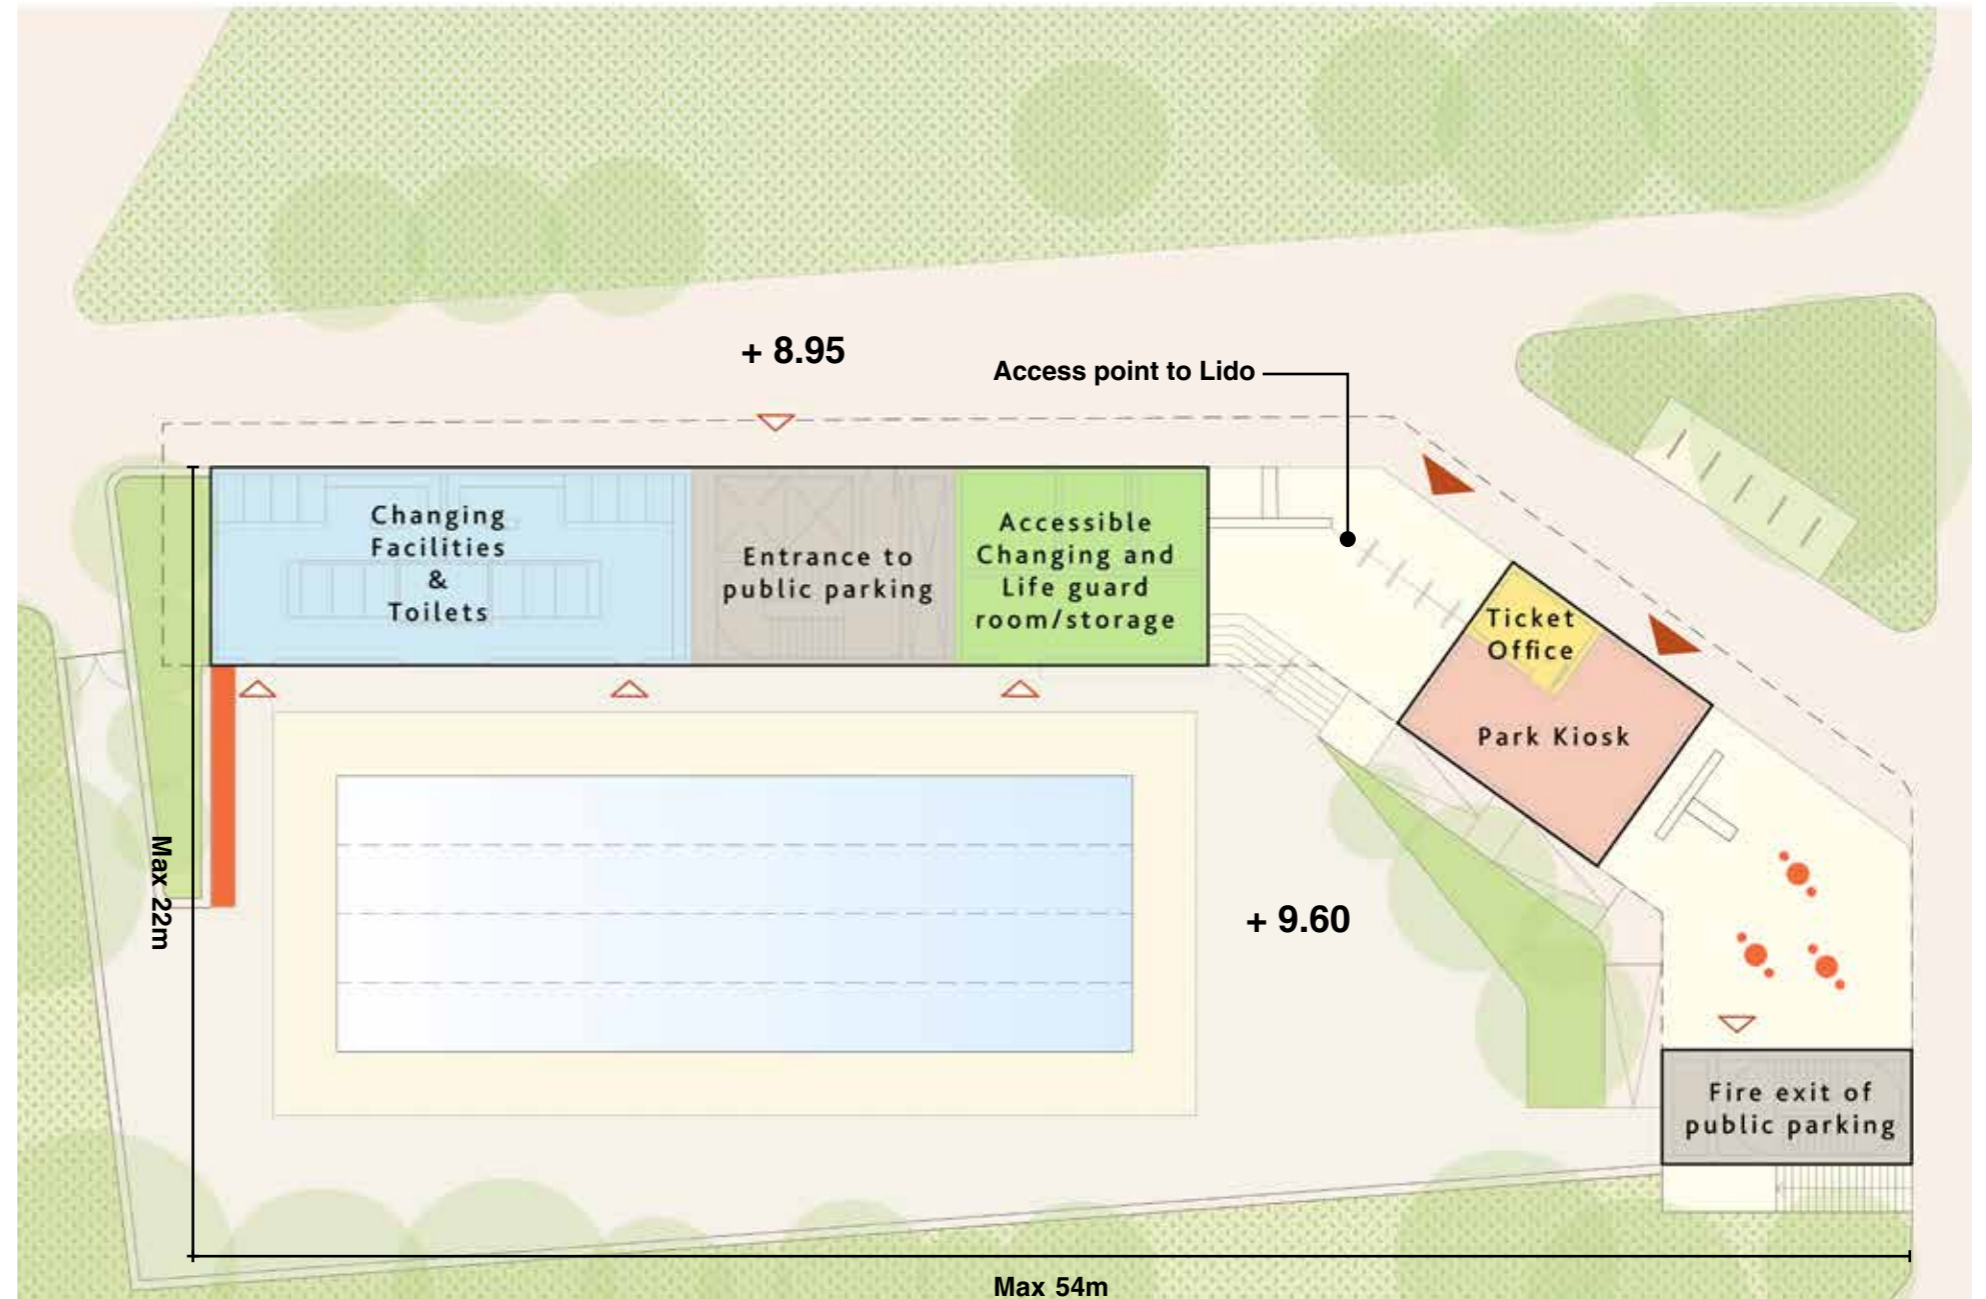 + 8.95
Access point to Lido
Changing
Facilities
&
Toilets
Entrance to
public parking
Accessible
Changing and
Life guard
room/storage
Ticket
Office
Park Kiosk
Max 22m
+ 9.60
Fire exit of
public parking
Max 54m